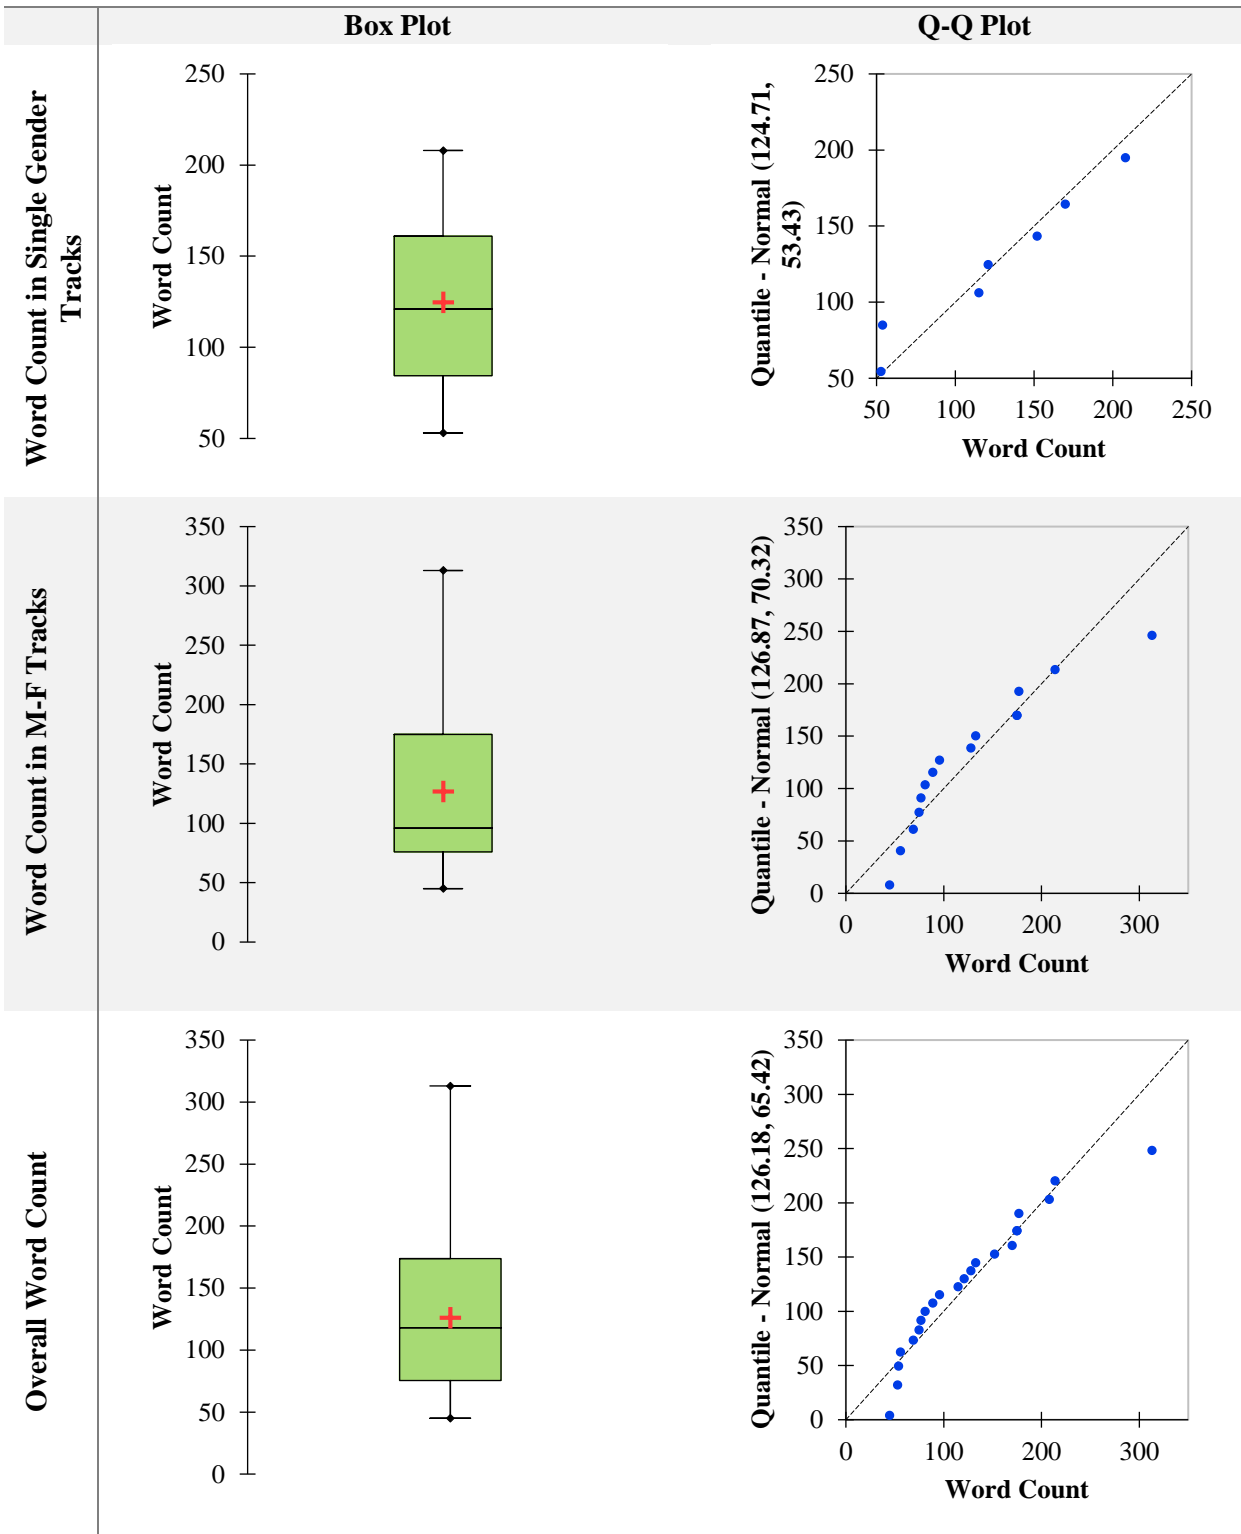 Box Plot
Q-Q Plot
Word Count in Single Gender
Tracks
Word Count
250
200
150
100
50
Quantile - Normal (124.71,
53.43)
250
200
150
100
50
50 100 150 200 250
Word Count
Word Count in M-F Tracks
Word Count
350
300
250
200
150
100
50
0
Quantile - Normal (126.87, 70.32)
350
300
250
200
150
100
50
0
0 100 200 300
Word Count
Overall Word Count
Word Count
350
300
250
200
150
100
50
0
Quantile - Normal (126.18, 65.42)
350
300
250
200
150
100
50
0
0 100 200 300
Word Count